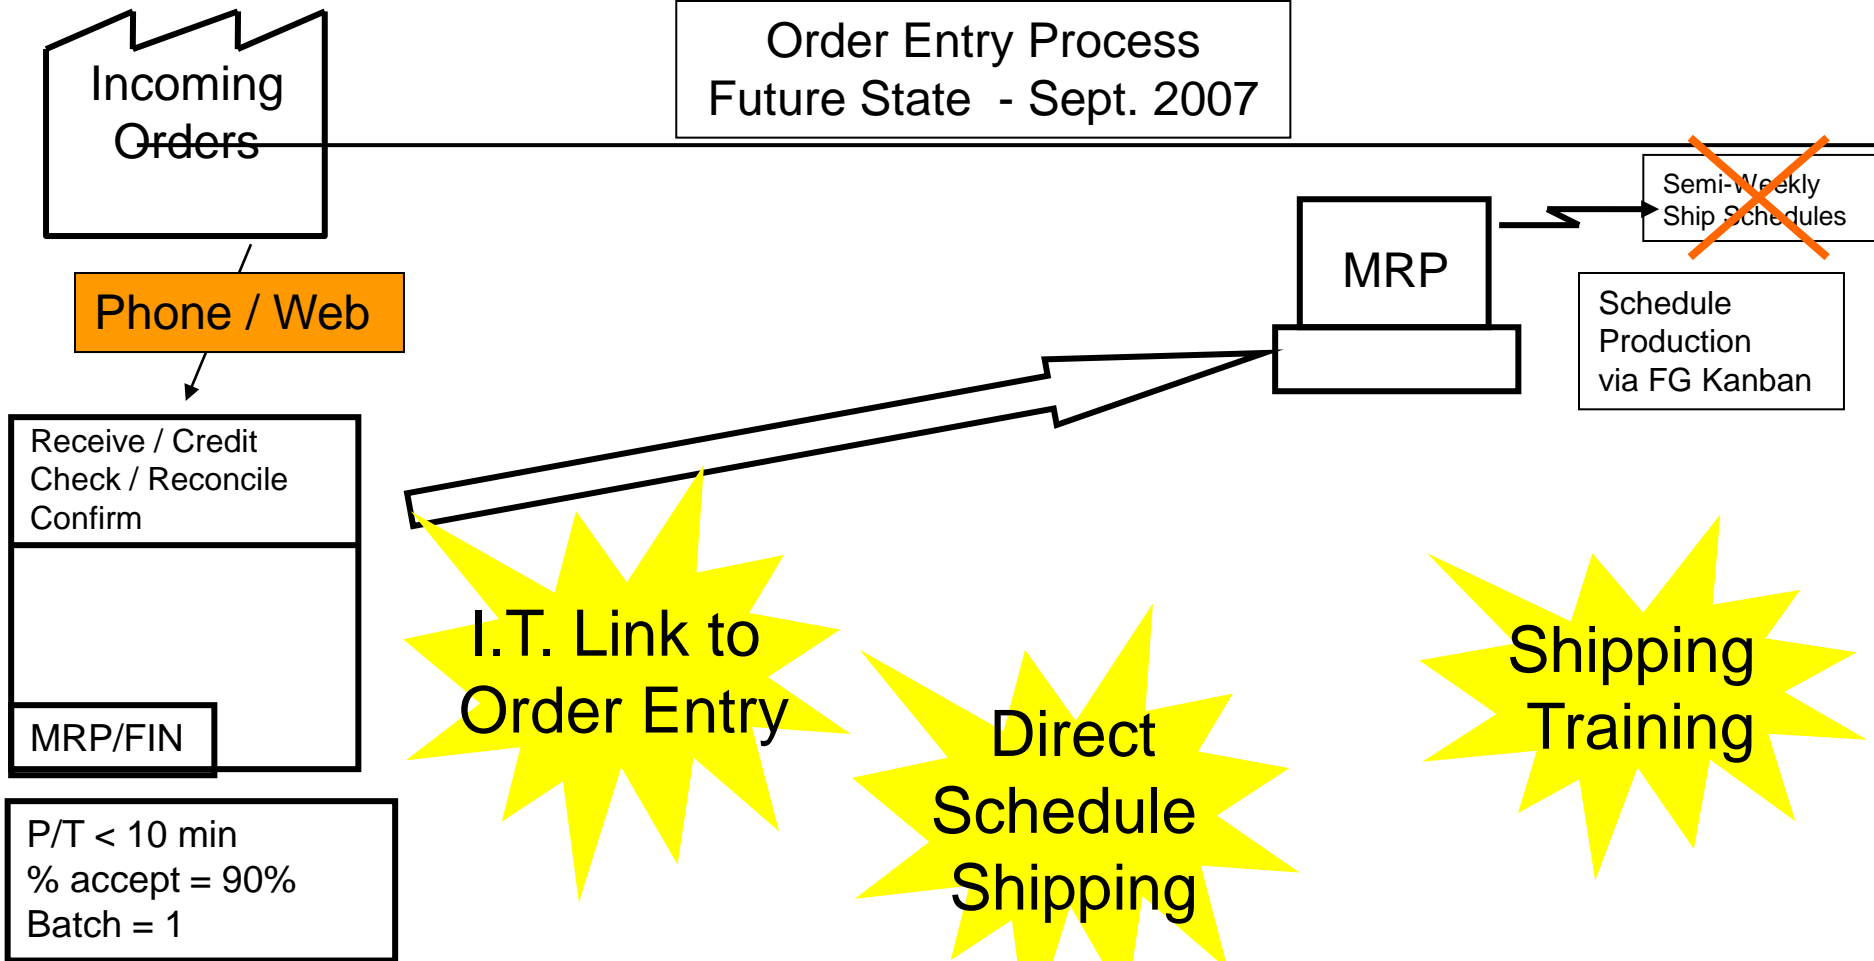 Order Entry Process
Future State - Sept. 2007
Incoming
Orders
Phone / Web
Receive / Credit
Check / Reconcile
Confirm
MRP/FIN
P/T < 10 min
% accept = 90%
Batch = 1
MRP
Semi-Weekly
Ship Schedules
Schedule
Production
via FG Kanban
I.T. Link to
Order Entry
Direct
Schedule
Shipping
Shipping
Training